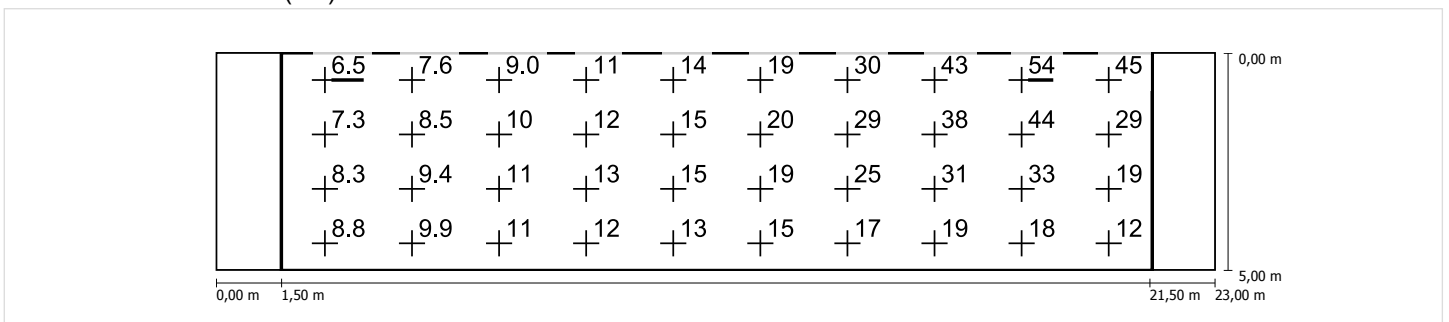 6.5 7.6 9.0 11 14 19 30 43 54 45
0,00 m
7.3 8.5 10 12 15 20 29 38 44 29
8.3 9.4 11 13 15 19 25 31 33 19
8.8 9.9 11 12 13 15 17 19 18 12
5,00 m
0,00 m 1,50 m 21,50 m 23,00 m